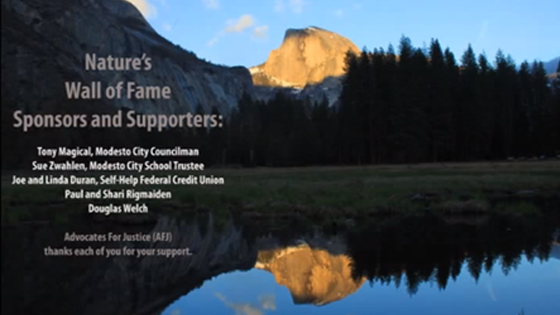 Nature's
Wall of Fame
Sponsors and Supporters:
Tony Magical, Modesto City Councilman
Sue Zwahlen, Modesto City School Trustee
Joe and Linda Duran, Self-Help Federal Credit Union
Paul and Shari Rigmaiden
Douglas Welch
Advocates For Justice (AFJ)
thanks each of you for your support.